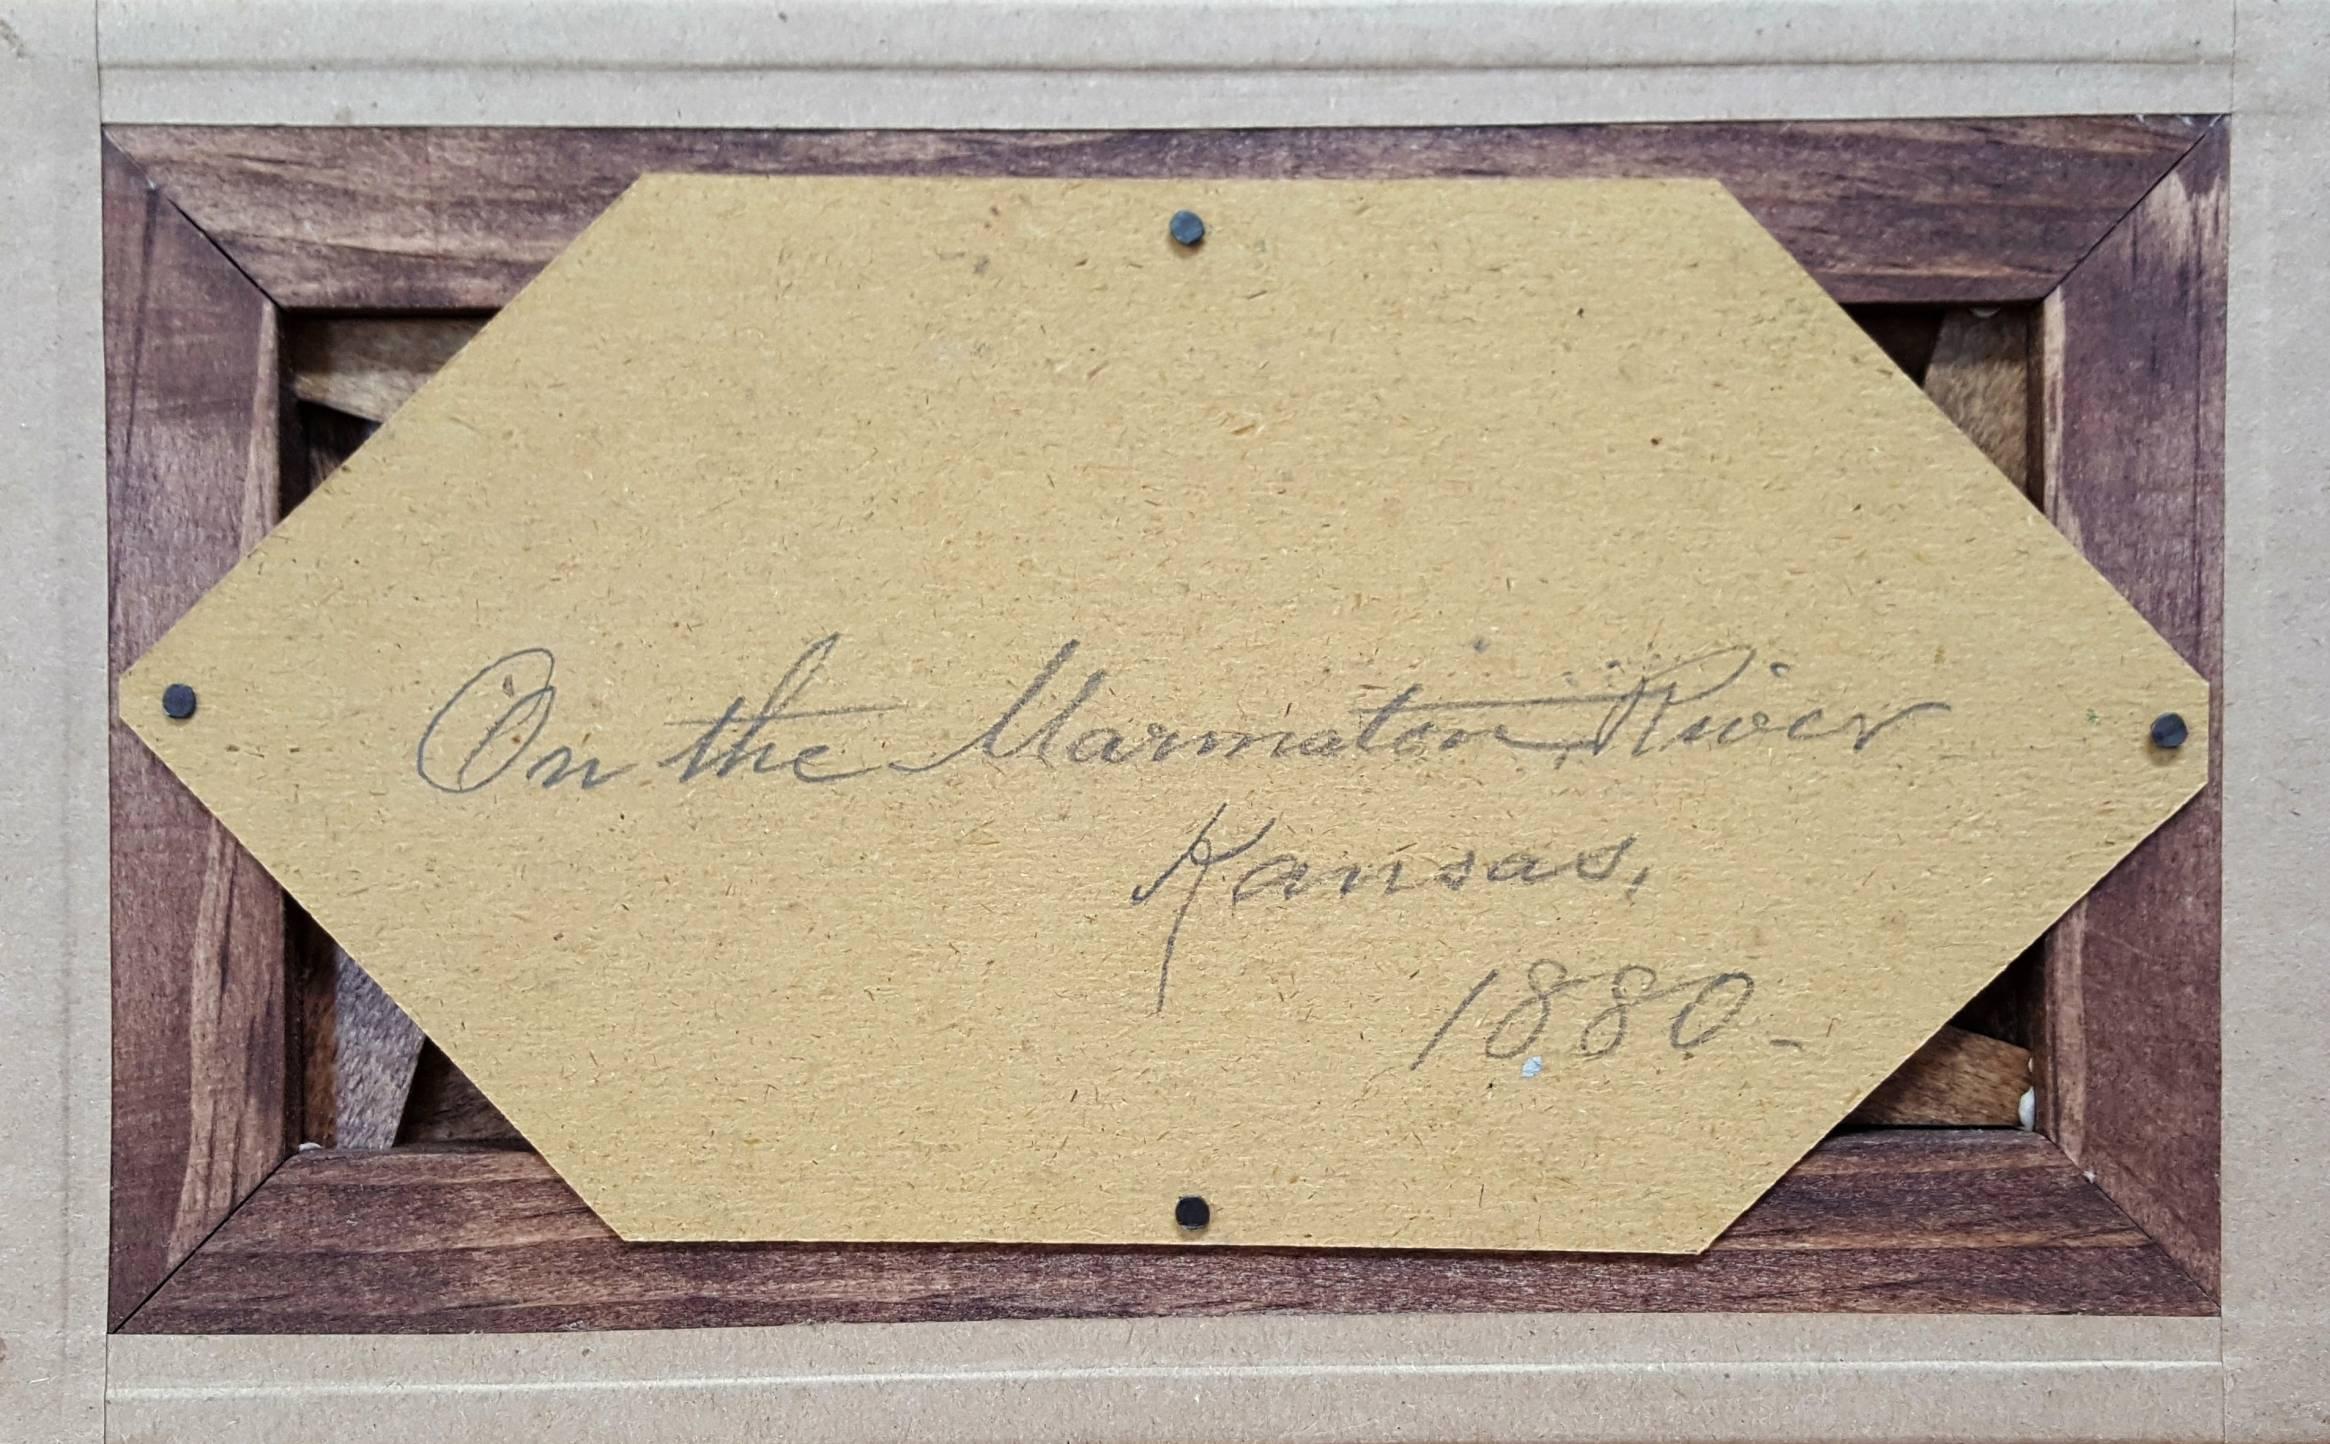 On the Marmaton River
Kansas,
1880-